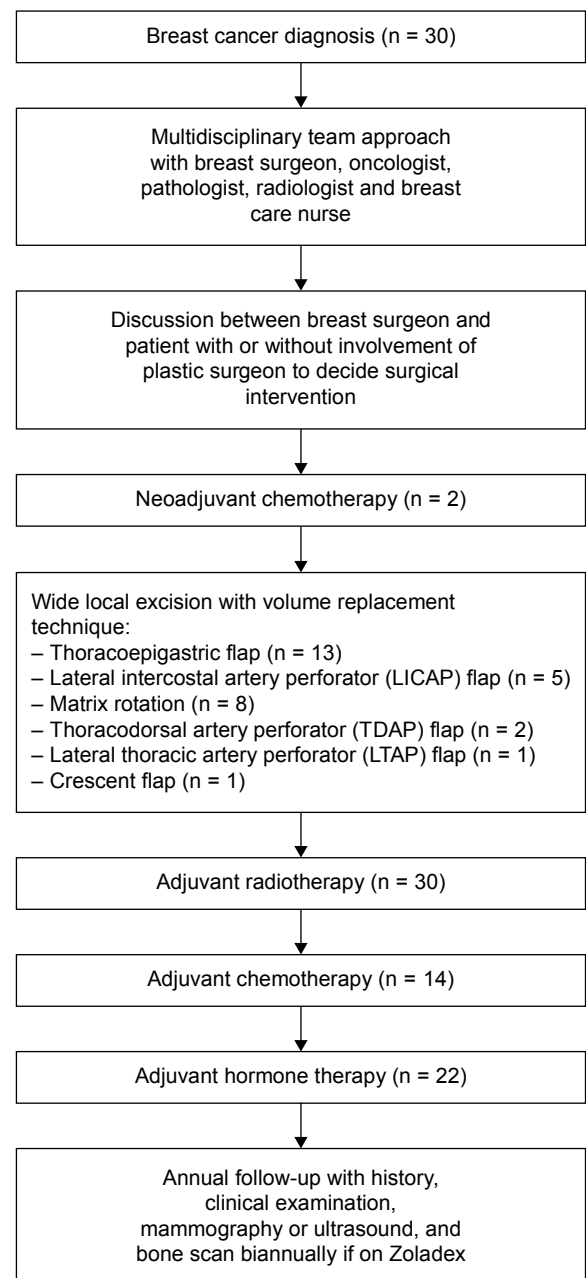 Breast cancer diagnosis (n = 30)
Multidisciplinary team approach
with breast surgeon, oncologist,
pathologist, radiologist and breast
care nurse
Discussion between breast surgeon and
patient with or without involvement of
plastic surgeon to decide surgical
intervention
Neoadjuvant chemotherapy (n = 2)
Wide local excision with volume replacement
technique:
– Thoracoepigastric flap (n = 13)
– Lateral intercostal artery perforator (LICAP) flap (n = 5)
– Matrix rotation (n = 8)
– Thoracodorsal artery perforator (TDAP) flap (n = 2)
– Lateral thoracic artery perforator (LTAP) flap (n = 1)
– Crescent flap (n = 1)
Adjuvant radiotherapy (n = 30)
Adjuvant chemotherapy (n = 14)
Adjuvant hormone therapy (n = 22)
Annual follow-up with history,
clinical examination,
mammography or ultrasound, and
bone scan biannually if on Zoladex